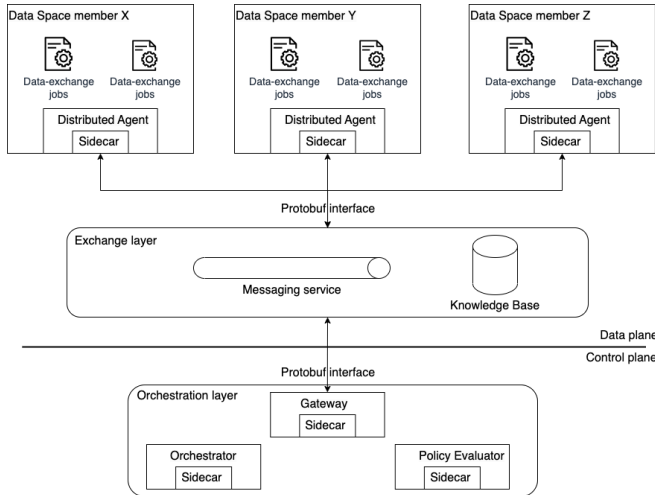 Data Space member X
Data Space member Y
Data Space member Z
Data-exchange
jobs
Data-exchange
jobs
Data-exchange
jobs
Data-exchange
jobs
Data-exchange
jobs
Data-exchange
jobs
Distributed Agent
Sidecar
Distributed Agent
Sidecar
Distributed Agent
Sidecar
Protobuf interface
Exchange layer
Messaging service
Knowledge Base
Data plane
Control plane
Protobuf interface
Orchestration layer
Gateway
Sidecar
Orchestrator
Sidecar
Policy Evaluator
Sidecar